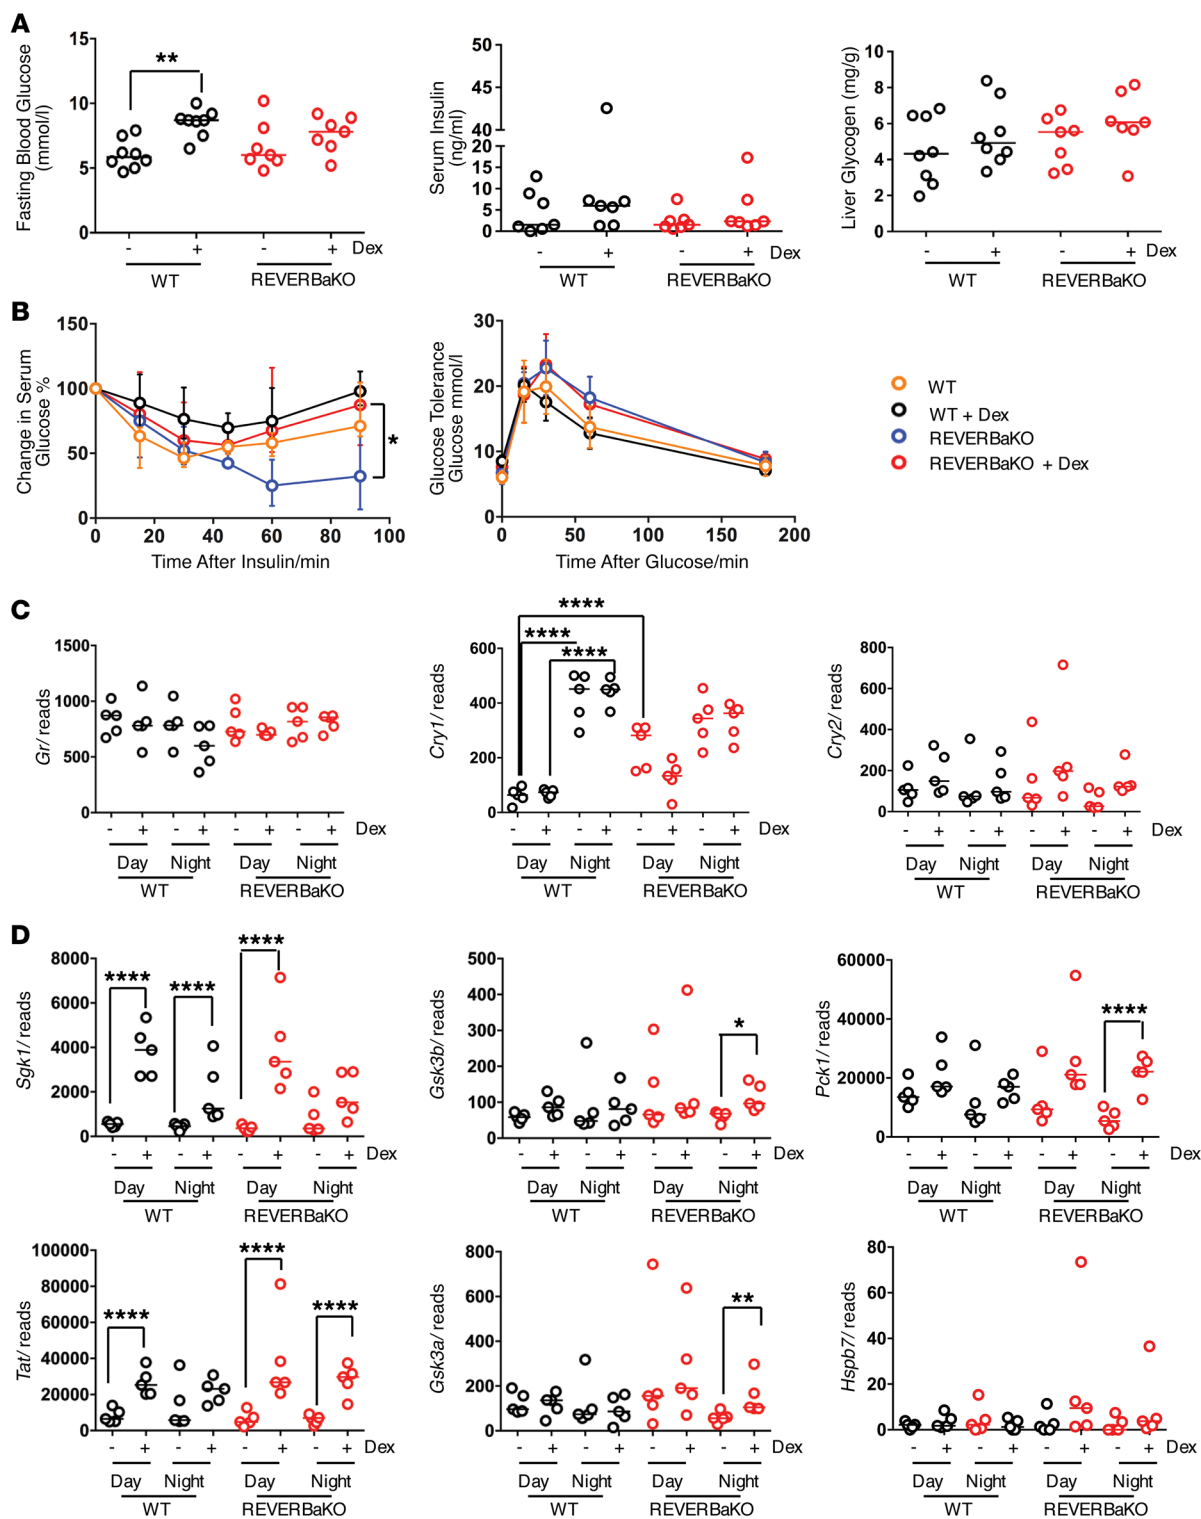 A
Fasting Blood Glucose
(mmol/l)
15
10
5
0
**
- + - + Dex
WT REVERBaKO
Serum Insulin
(ng/ml)
50
45
40
20
15
10
5
0
- + - + Dex
WT REVERBaKO
Liver Glycogen (mg/g)
10
8
6
4
2
0
- + - + Dex
WT REVERBaKO
B
Change in Serum
Glucose %
150
100
50
0
*
0 20 40 60 80 100
Time After Insulin/min
Glucose Tolerance
Glucose mmol/l
30
20
10
0
0 50 100 150 200
Time After Glucose/min
WT
WT + Dex
REVERBaKO
REVERBaKO + Dex
C
Gr/ reads
1500
1000
500
0
- + - + - + - + Dex
Day Night Day Night
WT REVERBaKO
Cry1/ reads
600
400
200
0
****
****
****
- + - + - + - + Dex
Day Night Day Night
WT REVERBaKO
Cry2/ reads
800
600
400
200
0
- + - + - + - + Dex
Day Night Day Night
WT REVERBaKO
D
Sgk1/ reads
8000
6000
4000
2000
0
**** **** ****
- + - + - + - + Dex
Day Night Day Night
WT REVERBaKO
Gsk3b/ reads
500
400
300
200
100
0
*
- + - + - + - + Dex
Day Night Day Night
WT REVERBaKO
Pck1/ reads
60000
40000
20000
0
****
- + - + - + - + Dex
Day Night Day Night
WT REVERBaKO
Tat/ reads
100000
80000
60000
40000
20000
0
**** **** ****
- + - + - + - + Dex
Day Night Day Night
WT REVERBaKO
Gsk3a/ reads
800
600
400
200
0
**
- + - + - + - + Dex
Day Night Day Night
WT REVERBaKO
Hspb7/ reads
80
60
40
20
0
- + - + - + - + Dex
Day Night Day Night
WT REVERBaKO